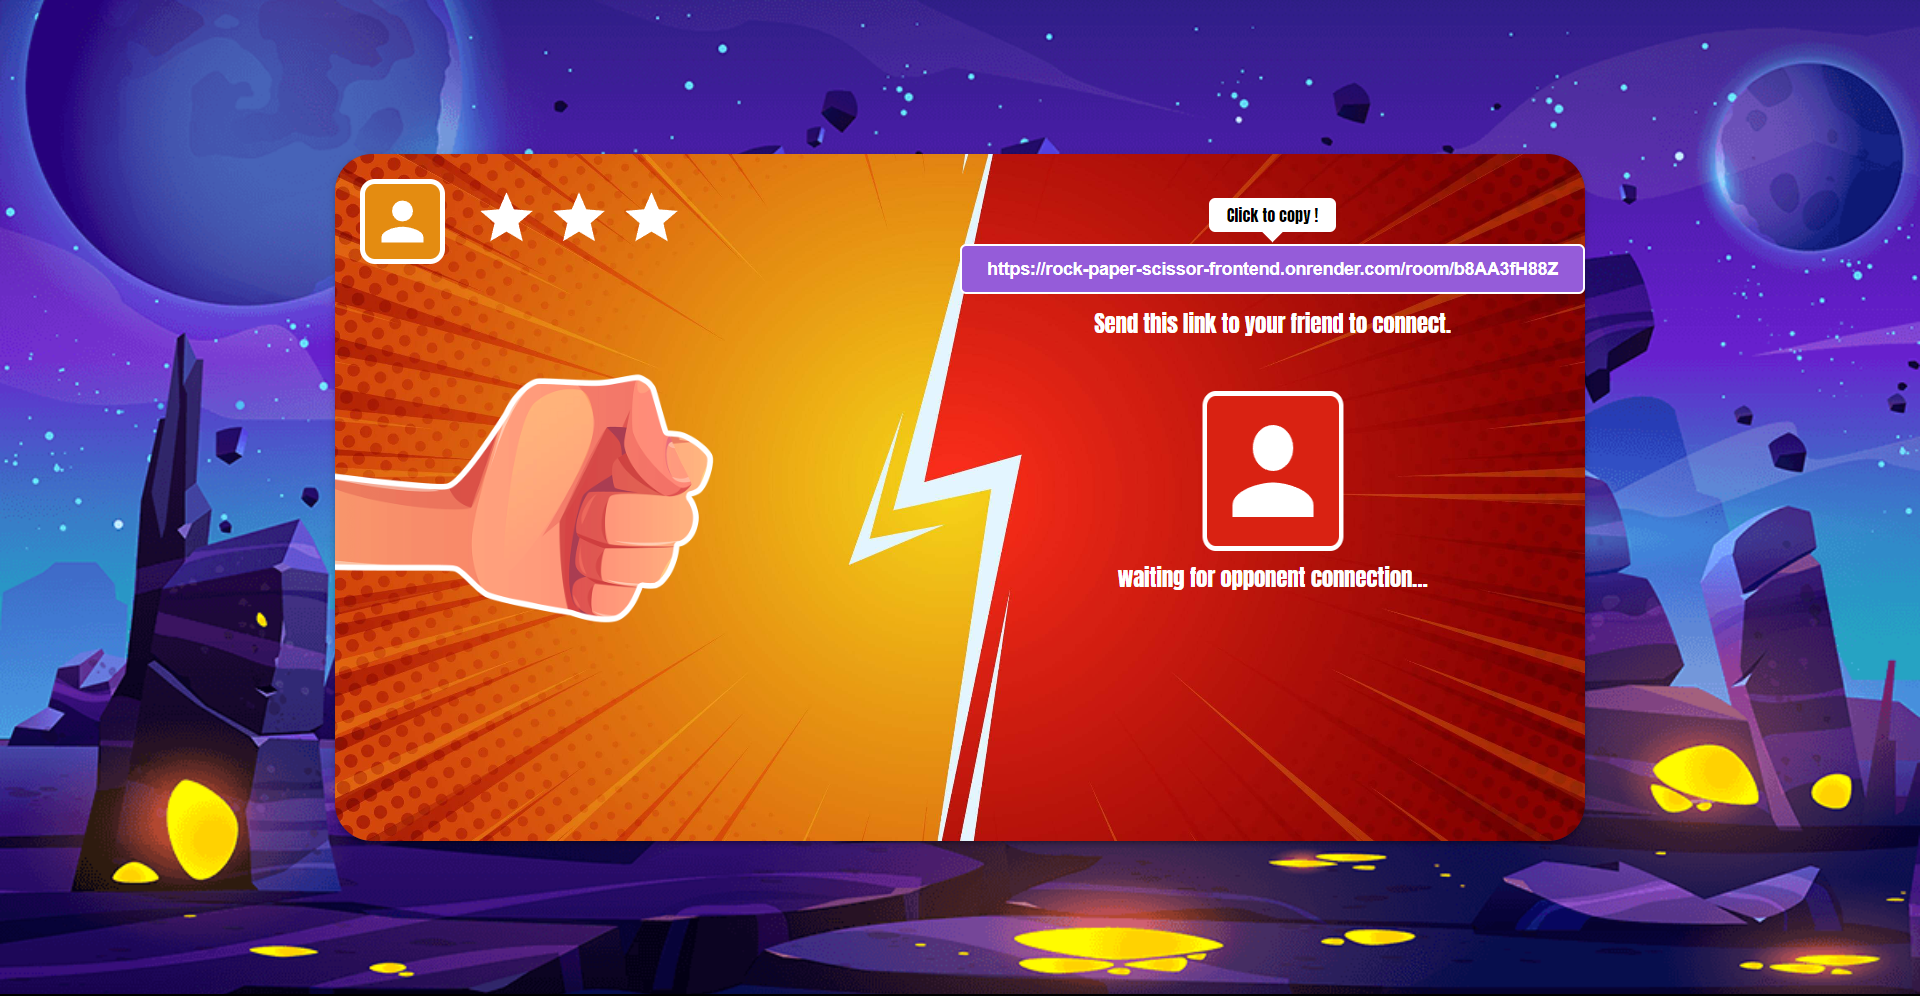 Click to copy !
https://rock-paper-scissor-frontend.onrender.com/room/b8AA3fH88Z
Send this link to your friend to connect.
waiting for opponent connection...